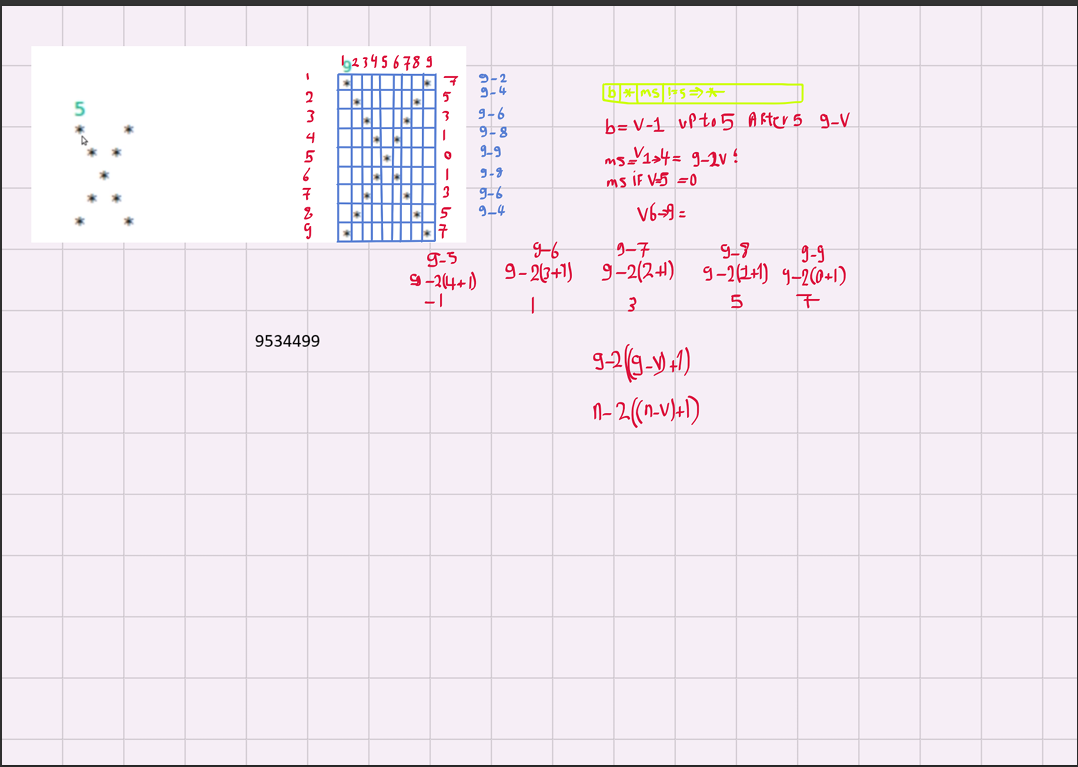 5
* *
* *
*
* *
* *
9
1 2 3 4 5 6 7 8 9
1 * * 7 9-2
2 * * 5 9-4
3 * * 3 9-6
4 * * 1 9-8
5 * 0 9-9
6 * * 1 9-8
7 * * 3 9-6
8 * * 5 9-4
9 * * 7
b=V-1 UP to 5 After 5 9-V
ms=V1→4= 9-2V
ms if V=5 =0
V6→9=
9-5 9-6 9-7 9-8 9-9
9-2(4+1) 9-2(3+1) 9-2(2+1) 9-2(1+1) 9-2(0+1)
-1 1 3 5 7
9534499
9-2((9-V)+1)
n-2((n-V)+1)